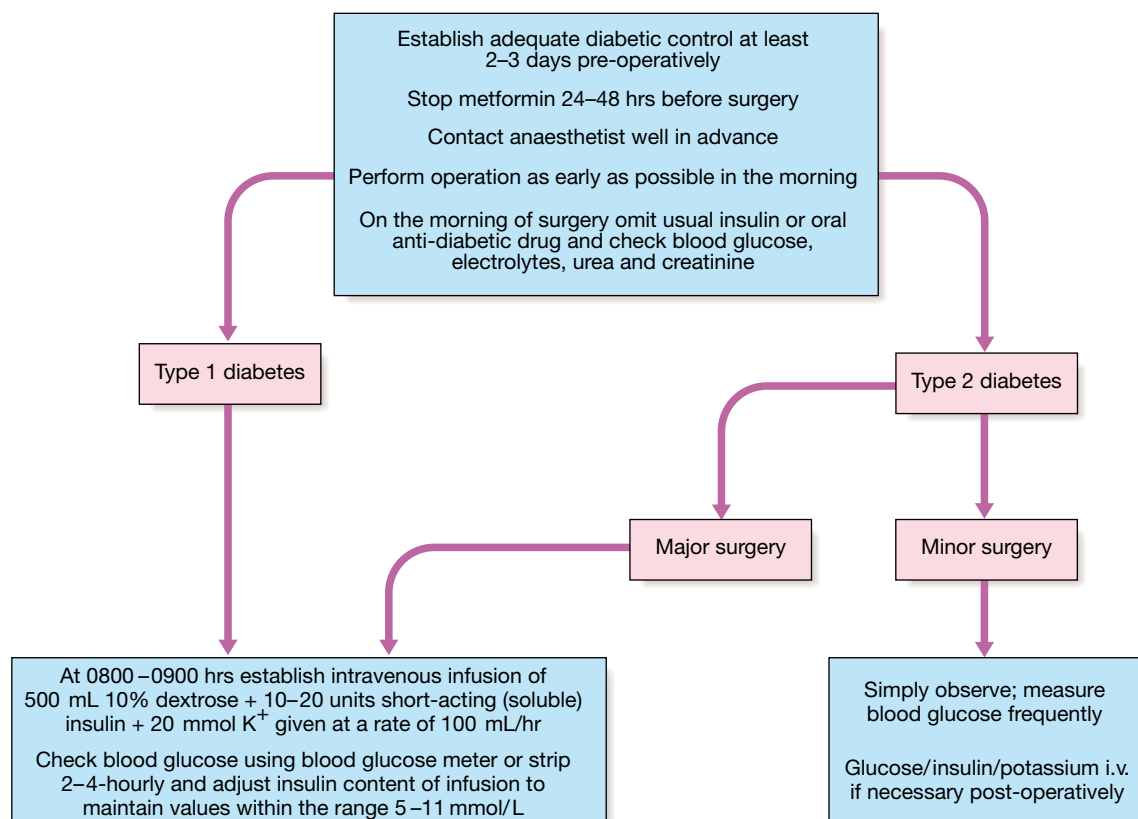 Establish adequate diabetic control at least
2–3 days pre-operatively
Stop metformin 24–48 hrs before surgery
Contact anaesthetist well in advance
Perform operation as early as possible in the morning
On the morning of surgery omit usual insulin or oral
anti-diabetic drug and check blood glucose,
electrolytes, urea and creatinine
Type 1 diabetes
Type 2 diabetes
Major surgery
Minor surgery
At 0800–0900 hrs establish intravenous infusion of
500 mL 10% dextrose + 10–20 units short-acting (soluble)
insulin + 20 mmol K⁺ given at a rate of 100 mL/hr
Check blood glucose using blood glucose meter or strip
2–4-hourly and adjust insulin content of infusion to
maintain values within the range 5–11 mmol/L
Simply observe; measure
blood glucose frequently
Glucose/insulin/potassium i.v.
if necessary post-operatively